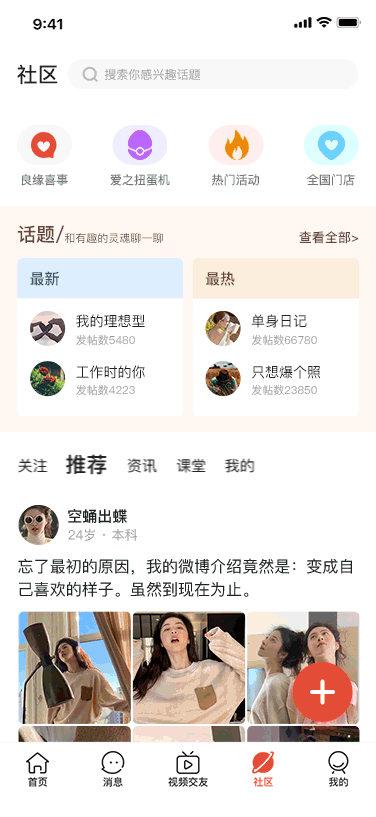 9:41
社区
搜索你感兴趣话题
良缘喜事
爱之扭蛋机
热门活动
全国门店
话题/和有趣的灵魂聊一聊
查看全部>
最新
最热
我的理想型
发帖数5480
单身日记
发帖数66780
工作时的你
发帖数4223
只想爆个照
发帖数23850
关注 推荐 资讯 课堂 我的
空蛹出蝶
24岁 · 本科
忘了最初的原因，我的微博介绍竟然是：变成自
己喜欢的样子。虽然到现在为止。
首页
消息
视频交友
社区
我的